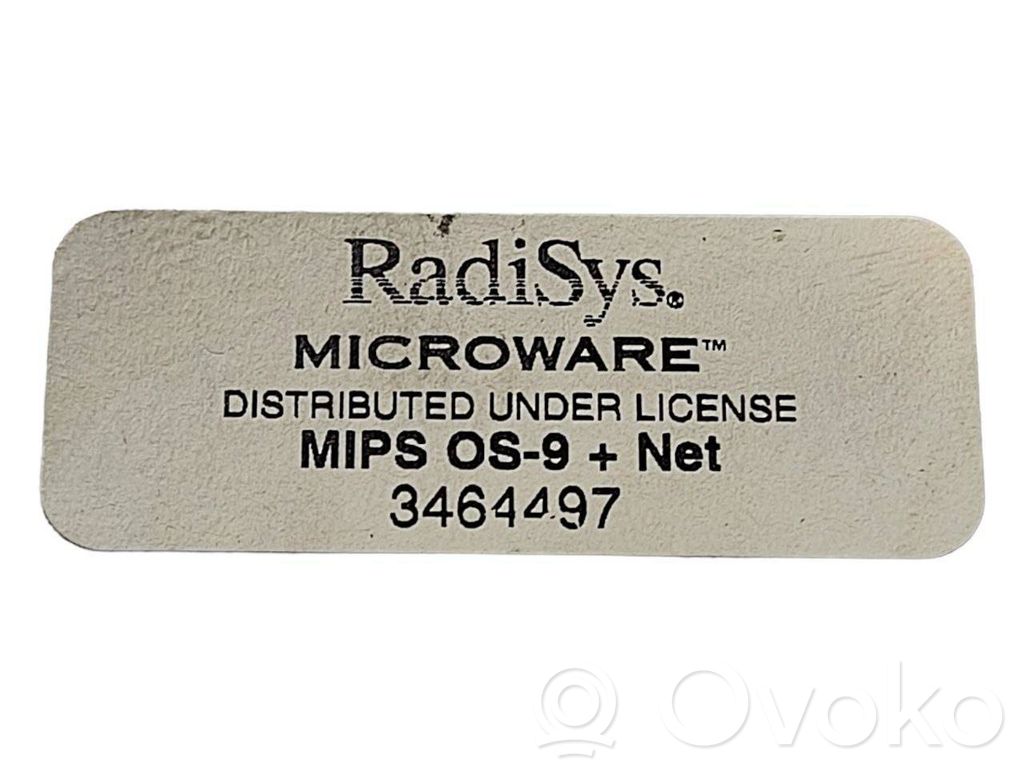 RadiSys®
MICROWARE™
DISTRIBUTED UNDER LICENSE
MIPS OS-9 + Net
3464497
Ovoko